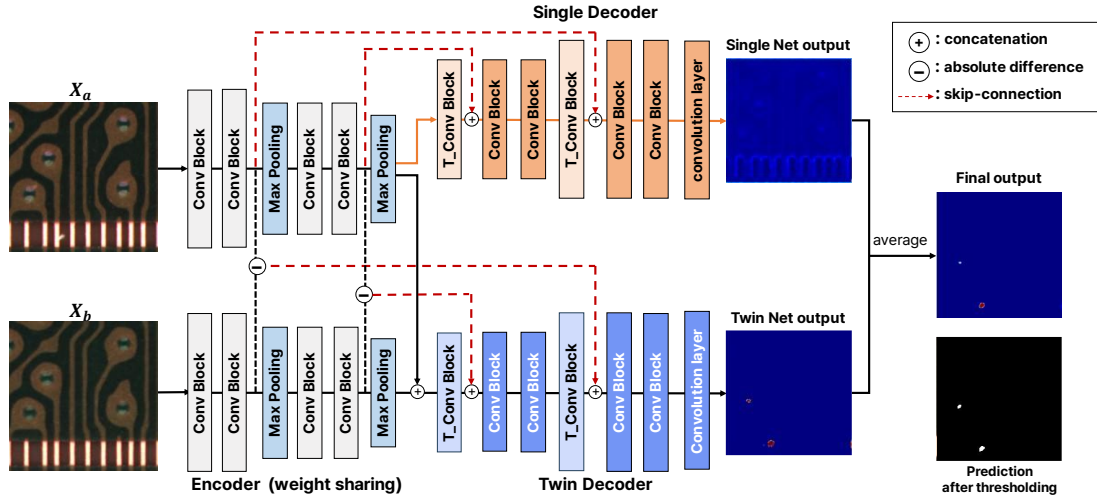 Single Decoder
Single Net output
+ : concatenation
− : absolute difference
: skip-connection
X_a
Conv Block
Conv Block
Max Pooling
Conv Block
Conv Block
Max Pooling
T_Conv Block
+
Conv Block
Conv Block
T_Conv Block
+
Conv Block
Conv Block
convolution layer
Final output
average
−
−
X_b
Conv Block
Conv Block
Max Pooling
Conv Block
Conv Block
Max Pooling
+
T_Conv Block
+
Conv Block
Conv Block
T_Conv Block
+
Conv Block
Conv Block
Convolution layer
Twin Net output
Encoder (weight sharing)
Twin Decoder
Prediction
after thresholding